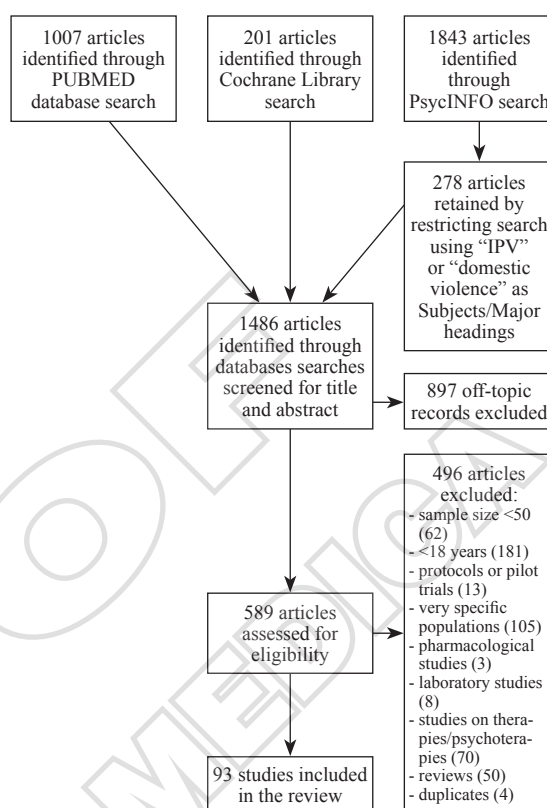 1007 articles
identified through
PUBMED
database search
201 articles
identified through
Cochrane Library
search
1843 articles
identified
through
PsycINFO search
278 articles
retained by
restricting search
using “IPV”
or “domestic
violence” as
Subjects/Major
headings
1486 articles
identified through
databases searches
screened for title
and abstract
897 off-topic
records excluded
496 articles
excluded:
- sample size <50
(62)
- <18 years (181)
- protocols or pilot
trials (13)
- very specific
populations (105)
- pharmacological
studies (3)
- laboratory studies
(8)
- studies on thera-
pies/psychotera-
pies (70)
- reviews (50)
- duplicates (4)
589 articles
assessed for
eligibility
93 studies included
in the review
OF
MEDICA